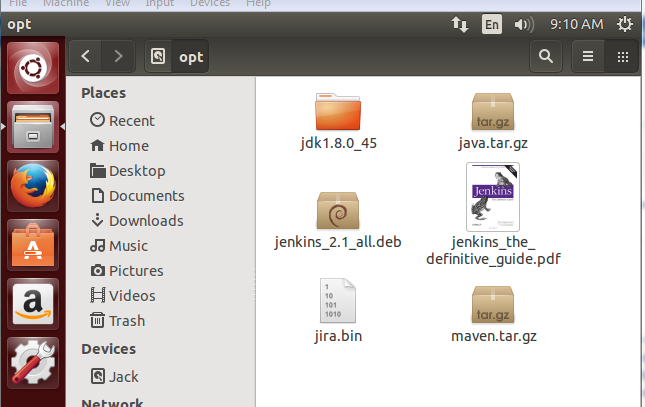 File Machine View Input Devices Help
opt En 9:10 AM
opt
Places
Recent
Home
Desktop
Documents
Downloads
Music
Pictures
Videos
Trash
Devices
Jack
Network
jdk1.8.0_45
tar.gz
java.tar.gz
jenkins_2.1_all.deb
Jenkins
jenkins_the_
definitive_guide.pdf
1
10
101
1010
jira.bin
tar.gz
maven.tar.gz